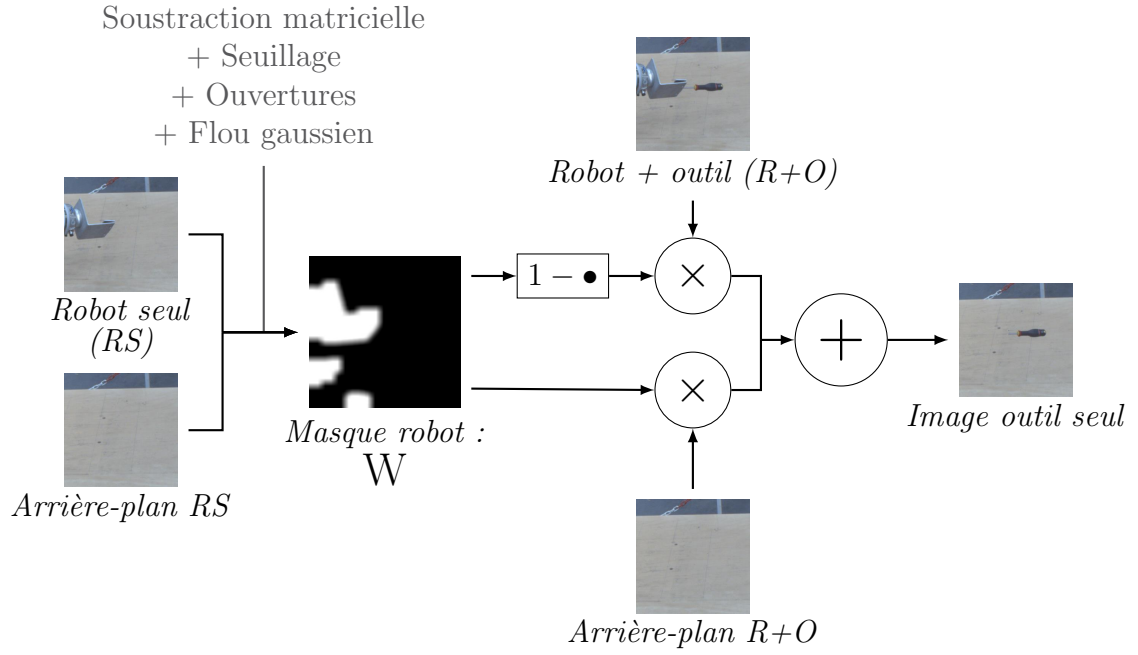 Soustraction matricielle
+ Seuillage
+ Ouvertures
+ Flou gaussien
Robot seul
(RS)
Arrière-plan RS
Masque robot :
W
Robot + outil (R+O)
1 − •
×
×
+
Arrière-plan R+O
Image outil seul